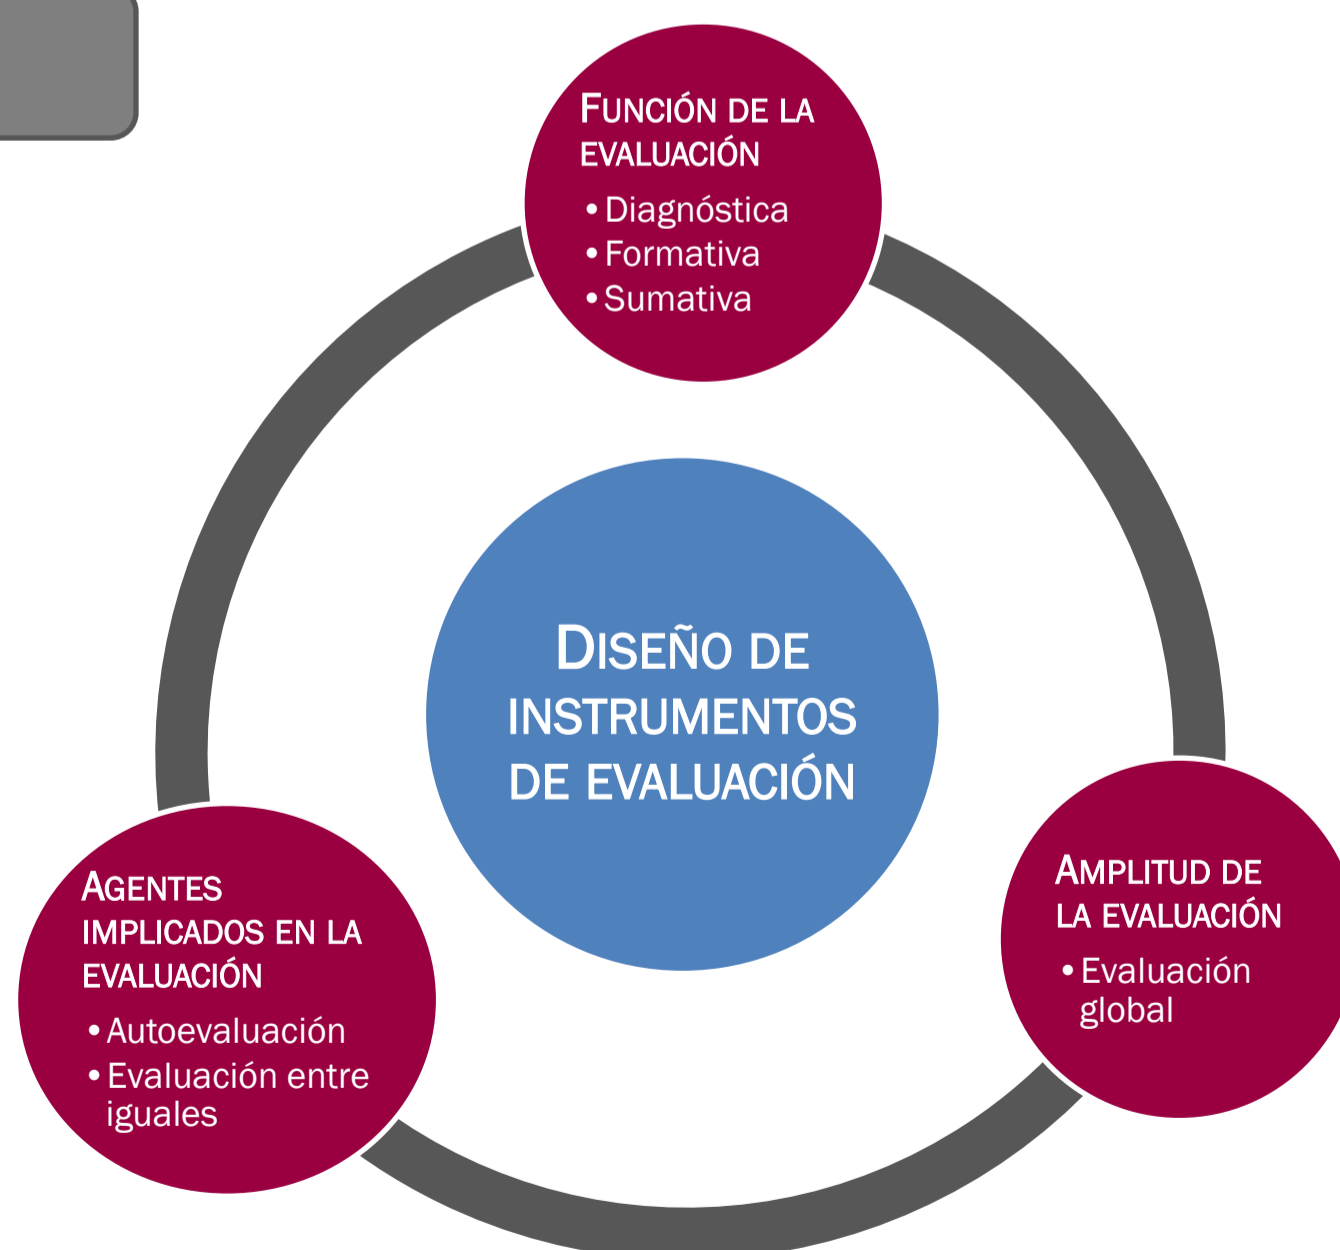 FUNCIÓN DE LA
EVALUACIÓN
•Diagnóstica
•Formativa
•Sumativa
DISEÑO DE
INSTRUMENTOS
DE EVALUACIÓN
AGENTES
IMPLICADOS EN LA
EVALUACIÓN
•Autoevaluación
•Evaluación entre
iguales
AMPLITUD DE
LA EVALUACIÓN
•Evaluación
global